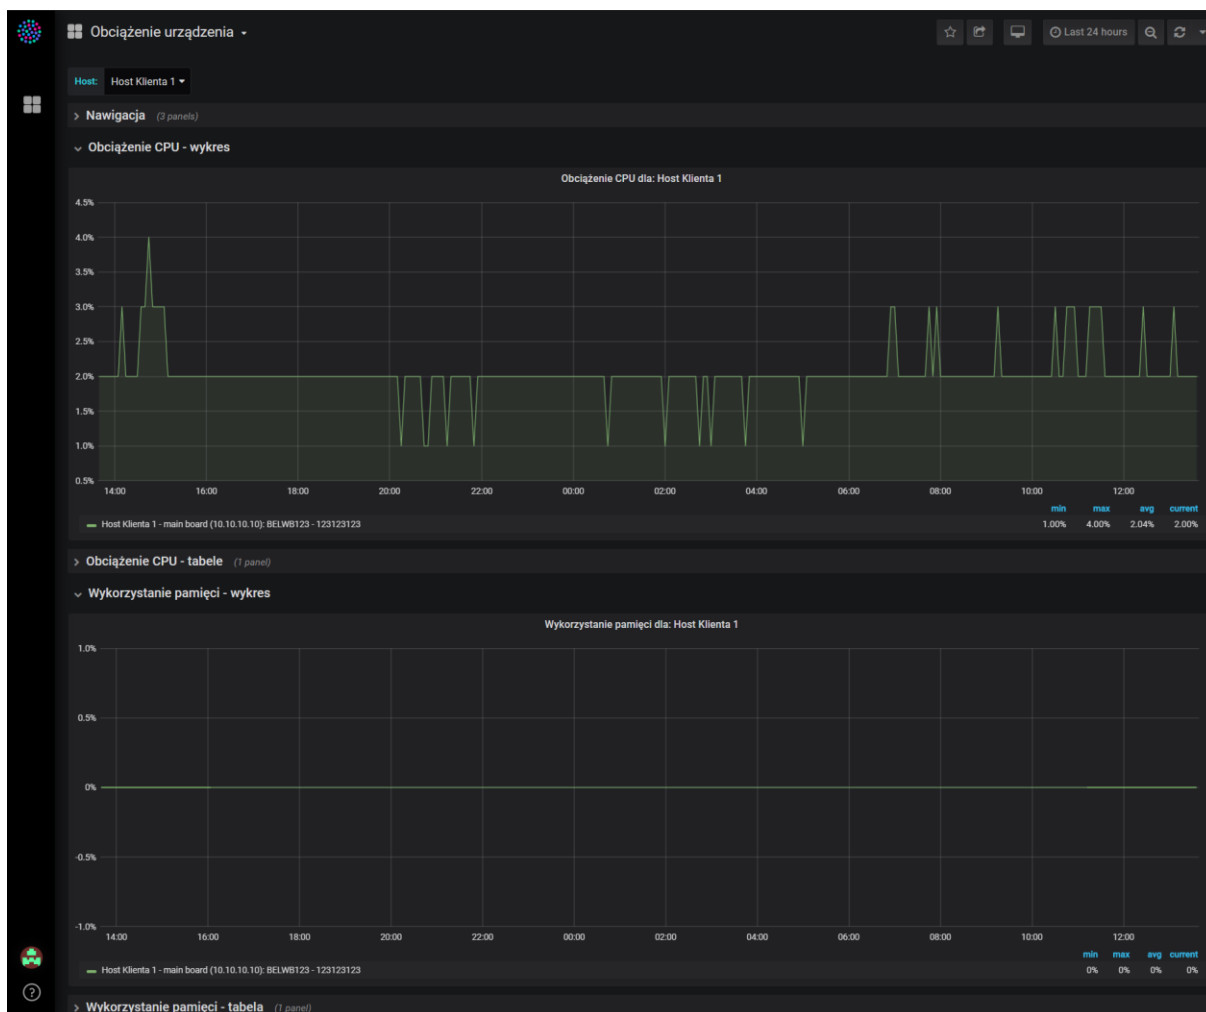 Obciążenie urządzenia
Last 24 hours
Host: Host Klienta 1
Nawigacja (3 panels)
Obciążenie CPU - wykres
Obciążenie CPU dla: Host Klienta 1
4.5%
4.0%
3.5%
3.0%
2.5%
2.0%
1.5%
1.0%
0.5%
14:00 16:00 18:00 20:00 22:00 00:00 02:00 04:00 06:00 08:00 10:00 12:00
min max avg current
Host Klienta 1 - main board (10.10.10.10): BELWB123 - 123123123 1.00% 4.00% 2.04% 2.00%
Obciążenie CPU - tabele (1 panel)
Wykorzystanie pamięci - wykres
Wykorzystanie pamięci dla: Host Klienta 1
1.0%
0.5%
0%
-0.5%
-1.0%
14:00 16:00 18:00 20:00 22:00 00:00 02:00 04:00 06:00 08:00 10:00 12:00
min max avg current
Host Klienta 1 - main board (10.10.10.10): BELWB123 - 123123123 0% 0% 0% 0%
Wykorzystanie pamięci - tabela (1 panel)